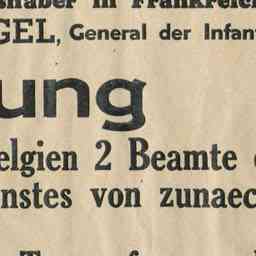 shaber in Frankreich
GEL, General der Infant
ung
elgien 2 Beamte
nstes von zunaec